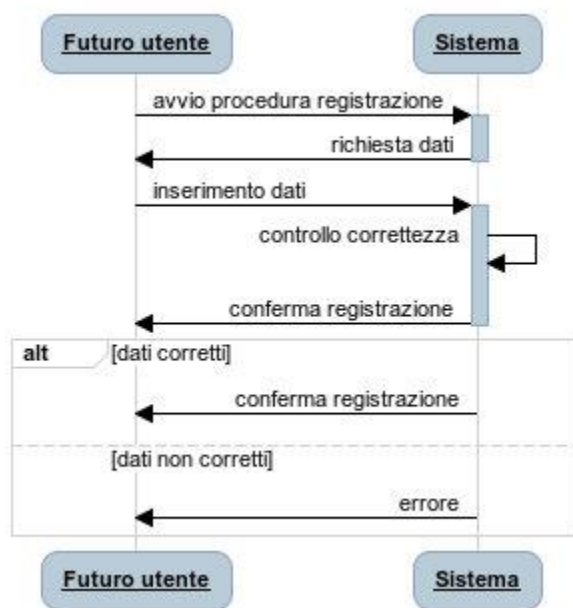 Futuro utente
Sistema
avvio procedura registrazione
richiesta dati
inserimento dati
controllo correttezza
conferma registrazione
alt
[dati corretti]
conferma registrazione
[dati non corretti]
errore
Futuro utente
Sistema